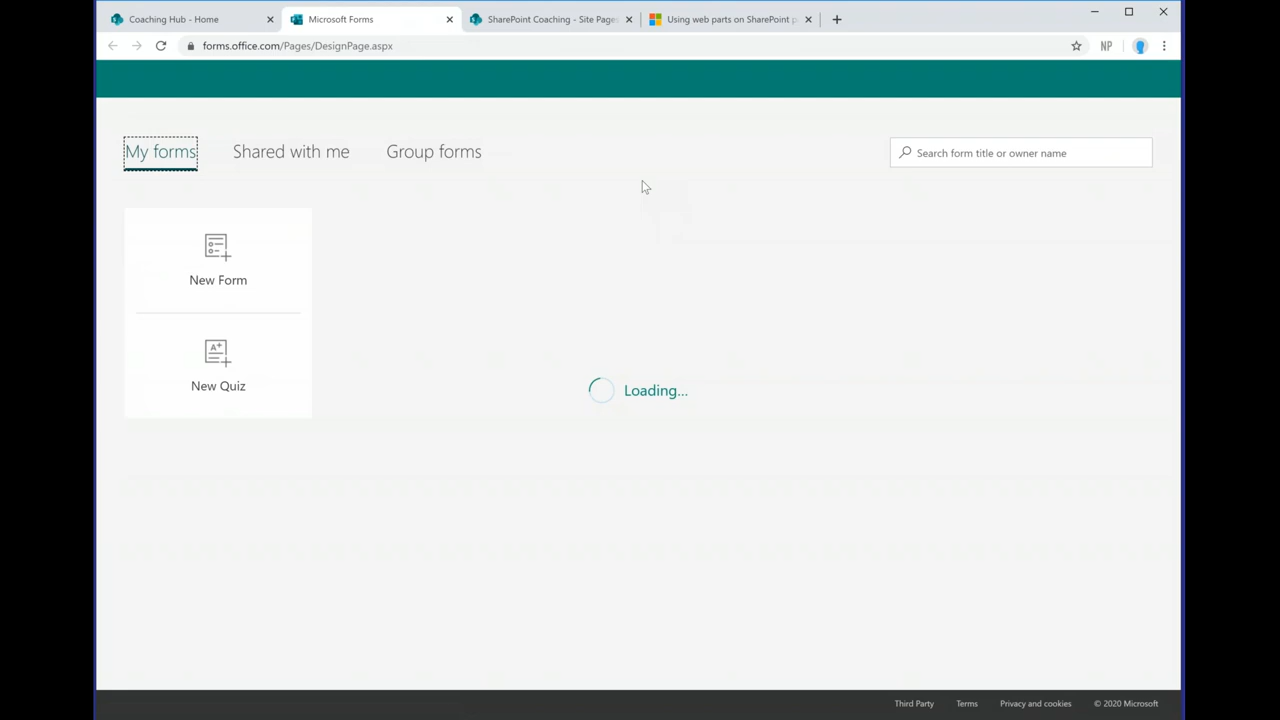 Coaching Hub - Home
Microsoft Forms
SharePoint Coaching - Site Pages
Using web parts on SharePoint p
forms.office.com/Pages/DesignPage.aspx
NP
My forms
Shared with me
Group forms
Search form title or owner name
New Form
A+
New Quiz
Loading...
Third Party
Terms
Privacy and cookies
© 2020 Microsoft